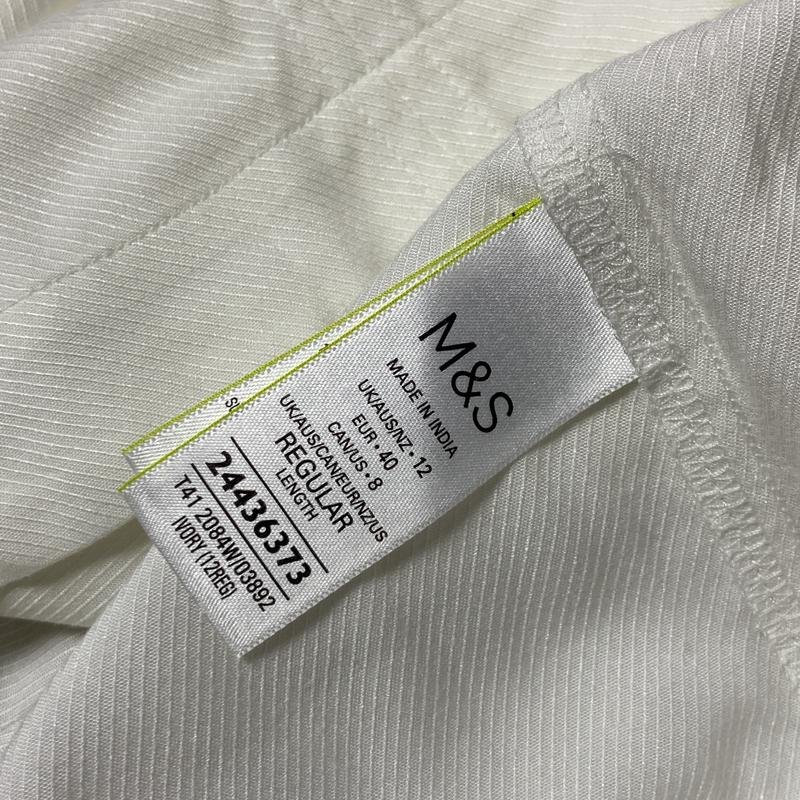 M&S
MADE IN INDIA
UK/AUS/NZ • 12
EUR • 40
CAN/US • 8
UK/AUS/CAN/EUR/NZ/US
REGULAR
LENGTH
24436373
T41 2084W/03892
IVORY (12REG)